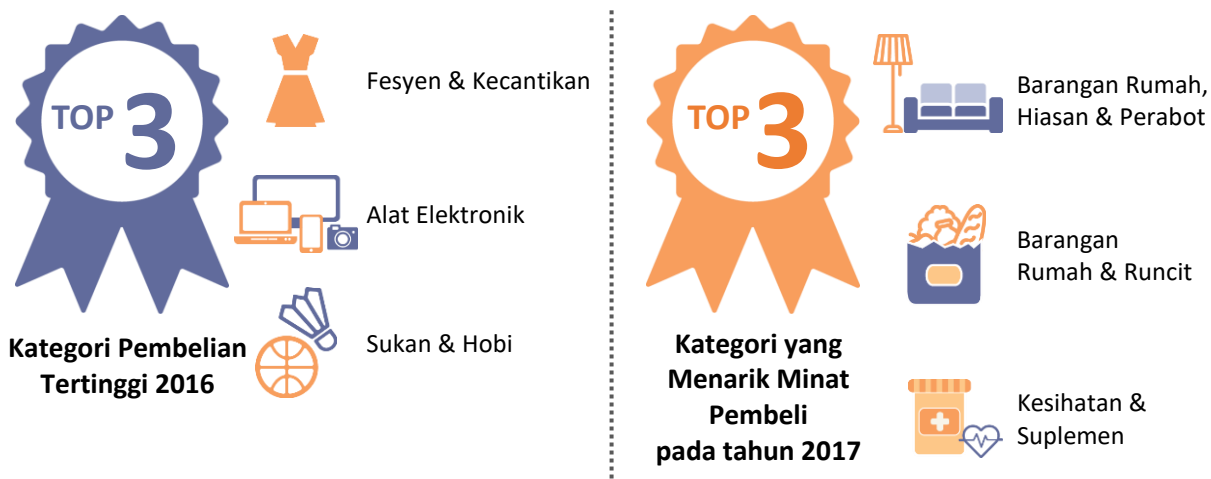 TOP 3
Fesyen & Kecantikan
Alat Elektronik
Sukan & Hobi
Kategori Pembelian
Tertinggi 2016
TOP 3
Barangan Rumah,
Hiasan & Perabot
Barangan
Rumah & Runcit
Kesihatan &
Suplemen
Kategori yang
Menarik Minat
Pembeli
pada tahun 2017